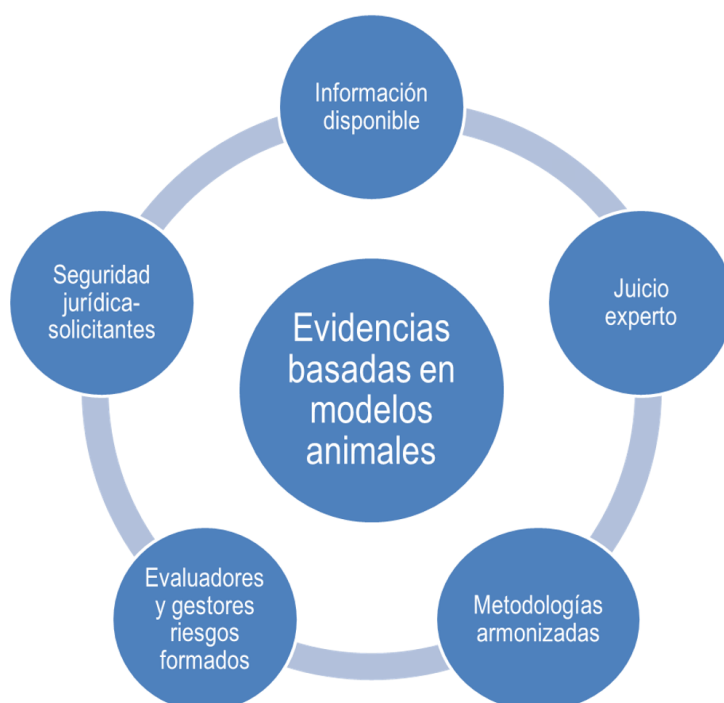 Información
disponible
Seguridad
jurídica-
solicitantes
Juicio
experto
Evidencias
basadas en
modelos
animales
Evaluadores
y gestores
riesgos
formados
Metodologías
armonizadas